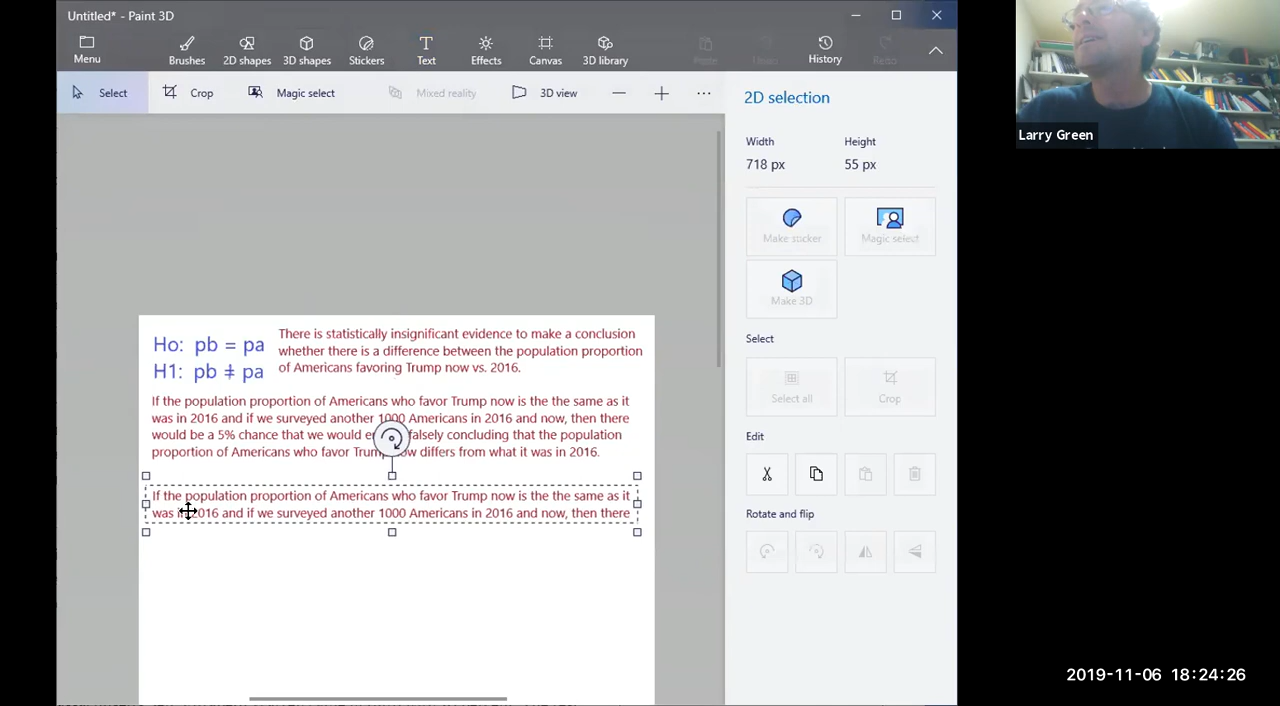 Untitled* - Paint 3D
Menu
Brushes
2D shapes
3D shapes
Stickers
Text
Effects
Canvas
3D library
Paste
Undo
History
Redo
Select
Crop
Magic select
Mixed reality
3D view
2D selection
Width
Height
718 px
55 px
Make sticker
Magic select
Make 3D
Select
Select all
Crop
Edit
Rotate and flip
Ho: pb = pa
H1: pb ‡ pa
There is statistically insignificant evidence to make a conclusion
whether there is a difference between the population proportion
of Americans favoring Trump now vs. 2016.
If the population proportion of Americans who favor Trump now is the the same as it
was in 2016 and if we surveyed another 1000 Americans in 2016 and now, then there
would be a 5% chance that we would falsely concluding that the population
proportion of Americans who favor Trump now differs from what it was in 2016.
If the population proportion of Americans who favor Trump now is the the same as it
was in 2016 and if we surveyed another 1000 Americans in 2016 and now, then there
Larry Green
2019-11-06 18:24:26